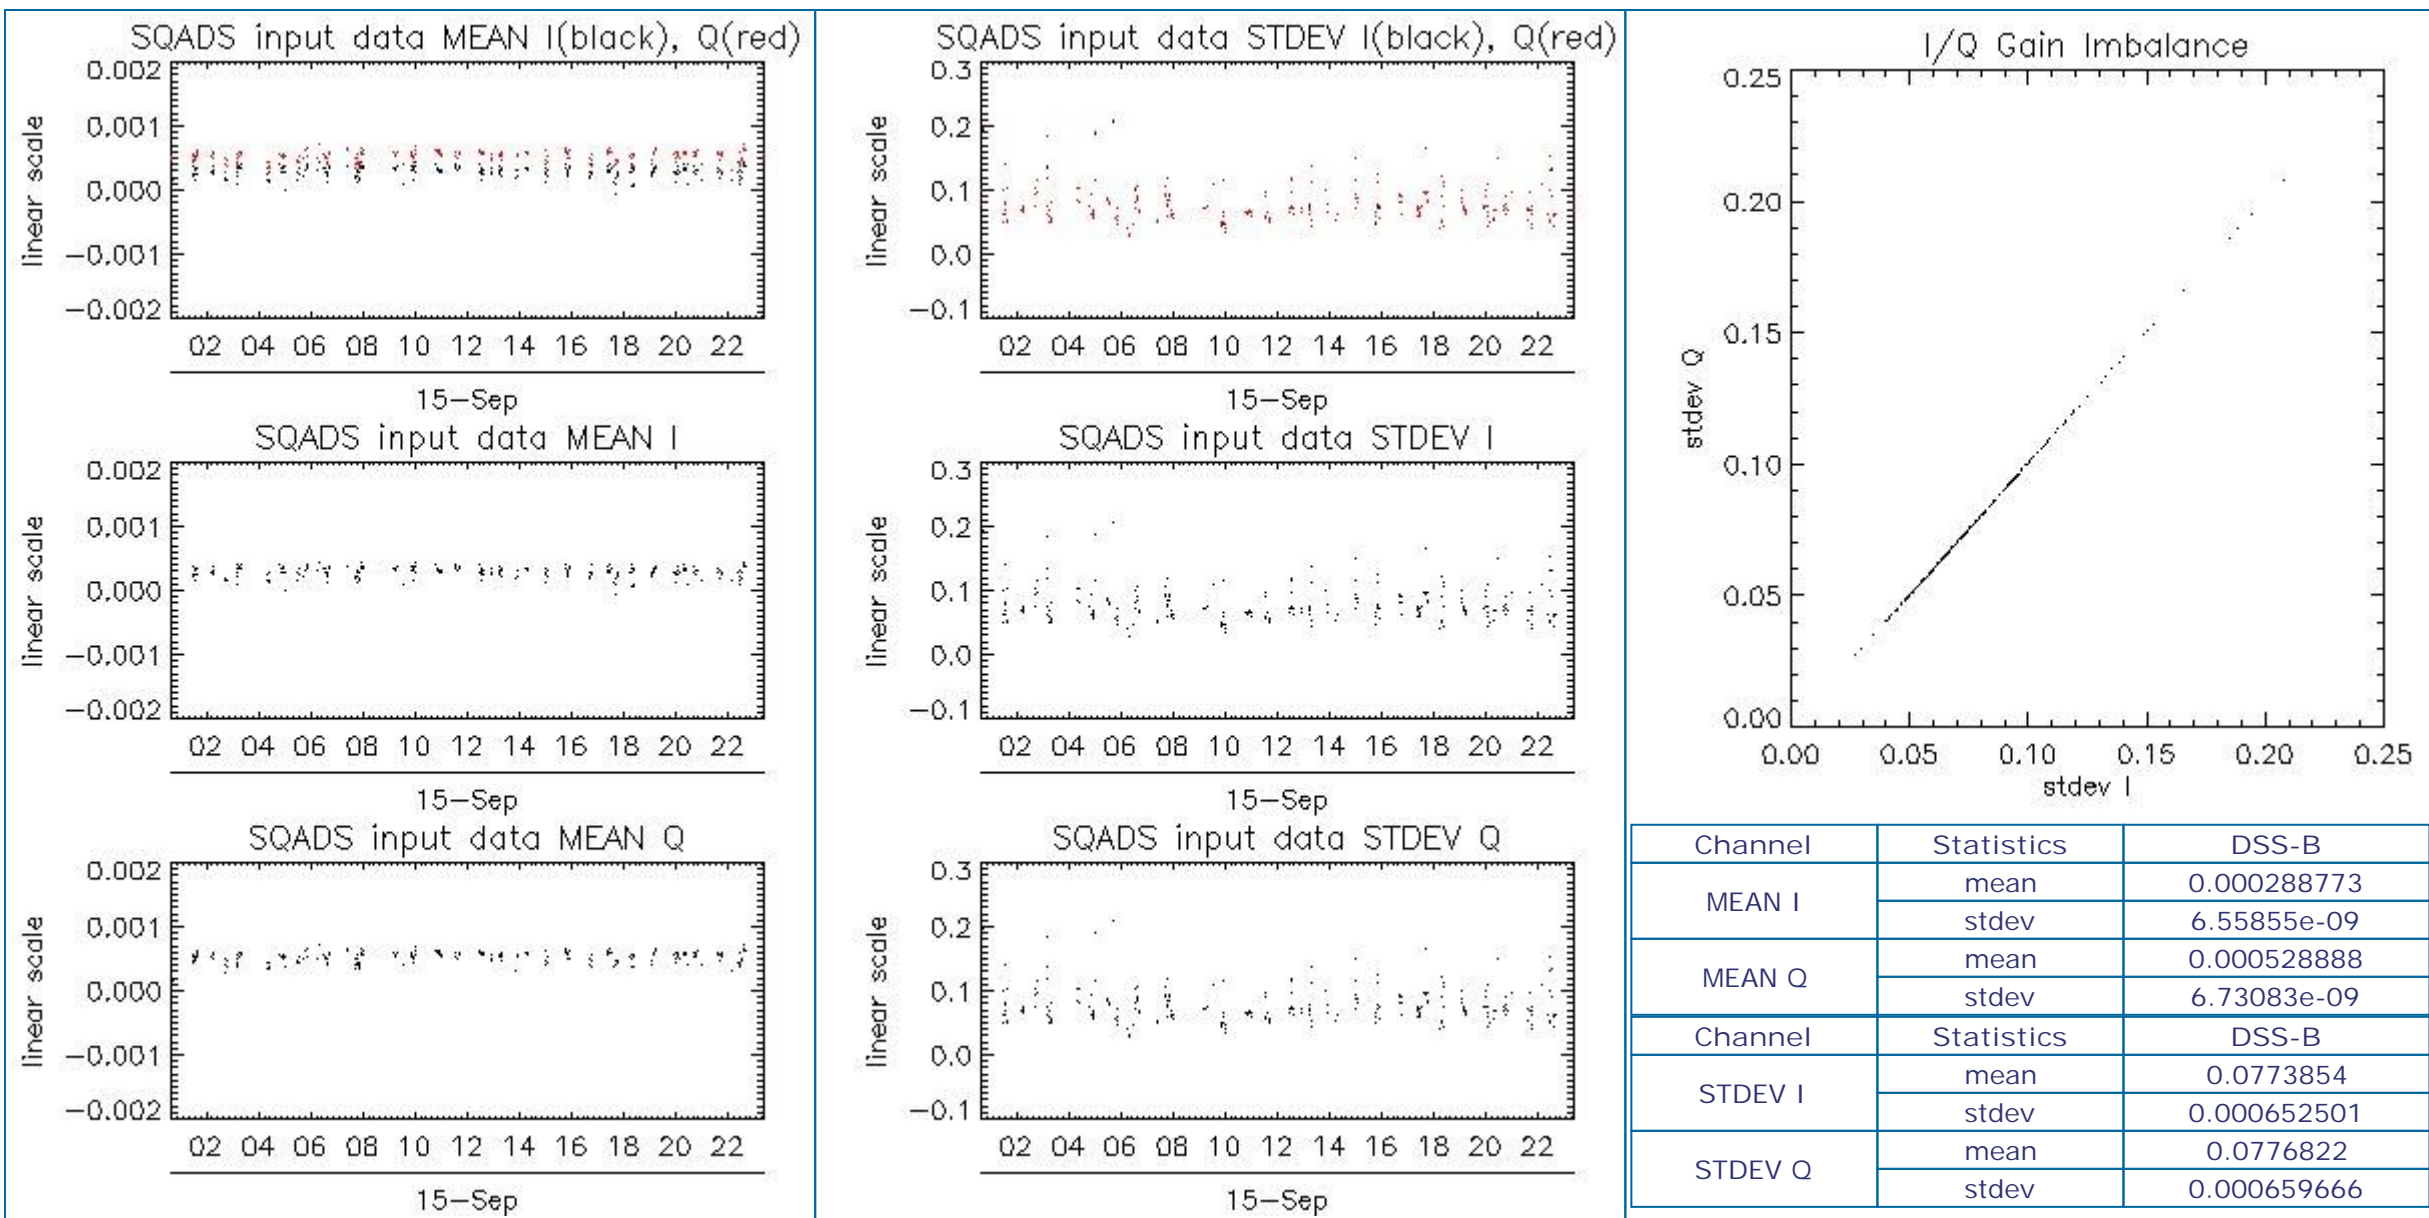 SQADS input data MEAN I(black), Q(red)
linear scale
0.002
0.001
0.000
−0.001
−0.002
02 04 06 08 10 12 14 16 18 20 22
15−Sep
SQADS input data MEAN I
linear scale
0.002
0.001
0.000
−0.001
−0.002
02 04 06 08 10 12 14 16 18 20 22
15−Sep
SQADS input data MEAN Q
linear scale
0.002
0.001
0.000
−0.001
−0.002
02 04 06 08 10 12 14 16 18 20 22
15−Sep
SQADS input data STDEV I(black), Q(red)
linear scale
0.3
0.2
0.1
0.0
−0.1
02 04 06 08 10 12 14 16 18 20 22
15−Sep
SQADS input data STDEV I
linear scale
0.3
0.2
0.1
0.0
−0.1
02 04 06 08 10 12 14 16 18 20 22
15−Sep
SQADS input data STDEV Q
linear scale
0.3
0.2
0.1
0.0
−0.1
02 04 06 08 10 12 14 16 18 20 22
15−Sep
I/Q Gain Imbalance
stdev Q
0.25
0.20
0.15
0.10
0.05
0.00
0.00 0.05 0.10 0.15 0.20 0.25
stdev I
Channel Statistics DSS-B
MEAN I mean 0.000288773
stdev 6.55855e-09
MEAN Q mean 0.000528888
stdev 6.73083e-09
Channel Statistics DSS-B
STDEV I mean 0.0773854
stdev 0.000652501
STDEV Q mean 0.0776822
stdev 0.000659666